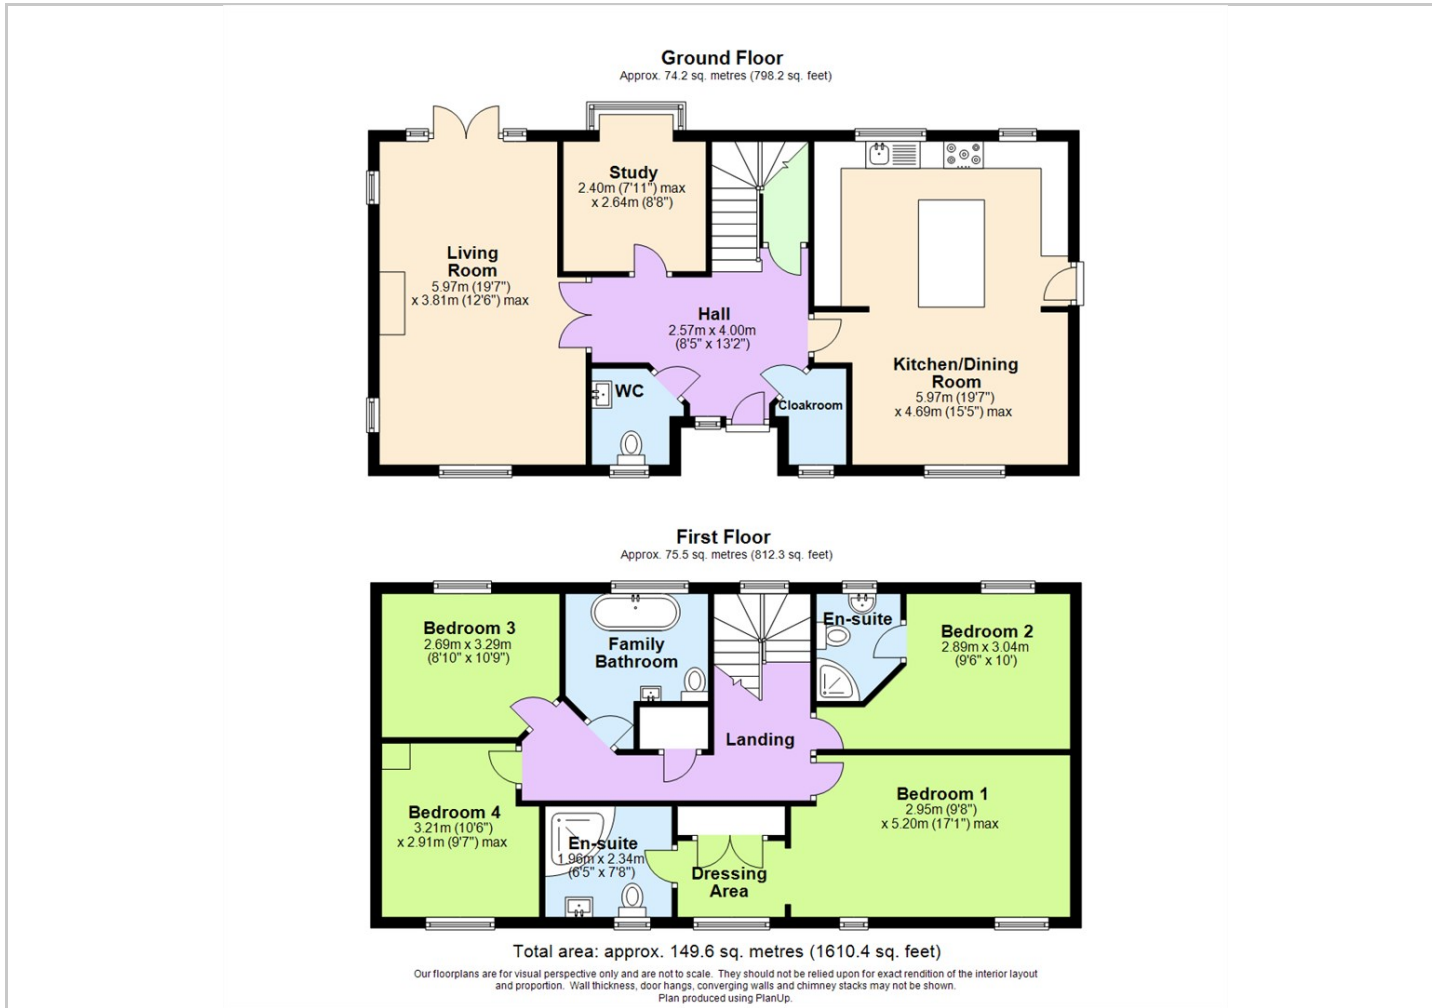 Ground Floor
Approx. 74.2 sq. metres (798.2 sq. feet)
Study
2.40m (7'11") max
x 2.64m (8'8")
Living
Room
5.97m (19'7")
x 3.81m (12'6") max
Hall
2.57m x 4.00m
(8'5" x 13'2")
Kitchen/Dining
Room
5.97m (19'7")
x 4.69m (15'5") max
WC
Cloakroom
First Floor
Approx. 75.5 sq. metres (812.3 sq. feet)
Bedroom 3
2.69m x 3.29m
(8'10" x 10'9")
Family
Bathroom
En-suite
Bedroom 2
2.89m x 3.04m
(9'6" x 10')
Landing
Bedroom 4
3.21m (10'6")
x 2.91m (9'7") max
En-suite
1.96m x 2.34m
(6'5" x 7'8")
Dressing
Area
Bedroom 1
2.95m (9'8")
x 5.20m (17'1") max
Total area: approx. 149.6 sq. metres (1610.4 sq. feet)
Our floorplans are for visual perspective only and are not to scale. They should not be relied upon for exact rendition of the interior layout
and proportion. Wall thickness, door hangs, converging walls and chimney stacks may not be shown.
Plan produced using PlanUp.